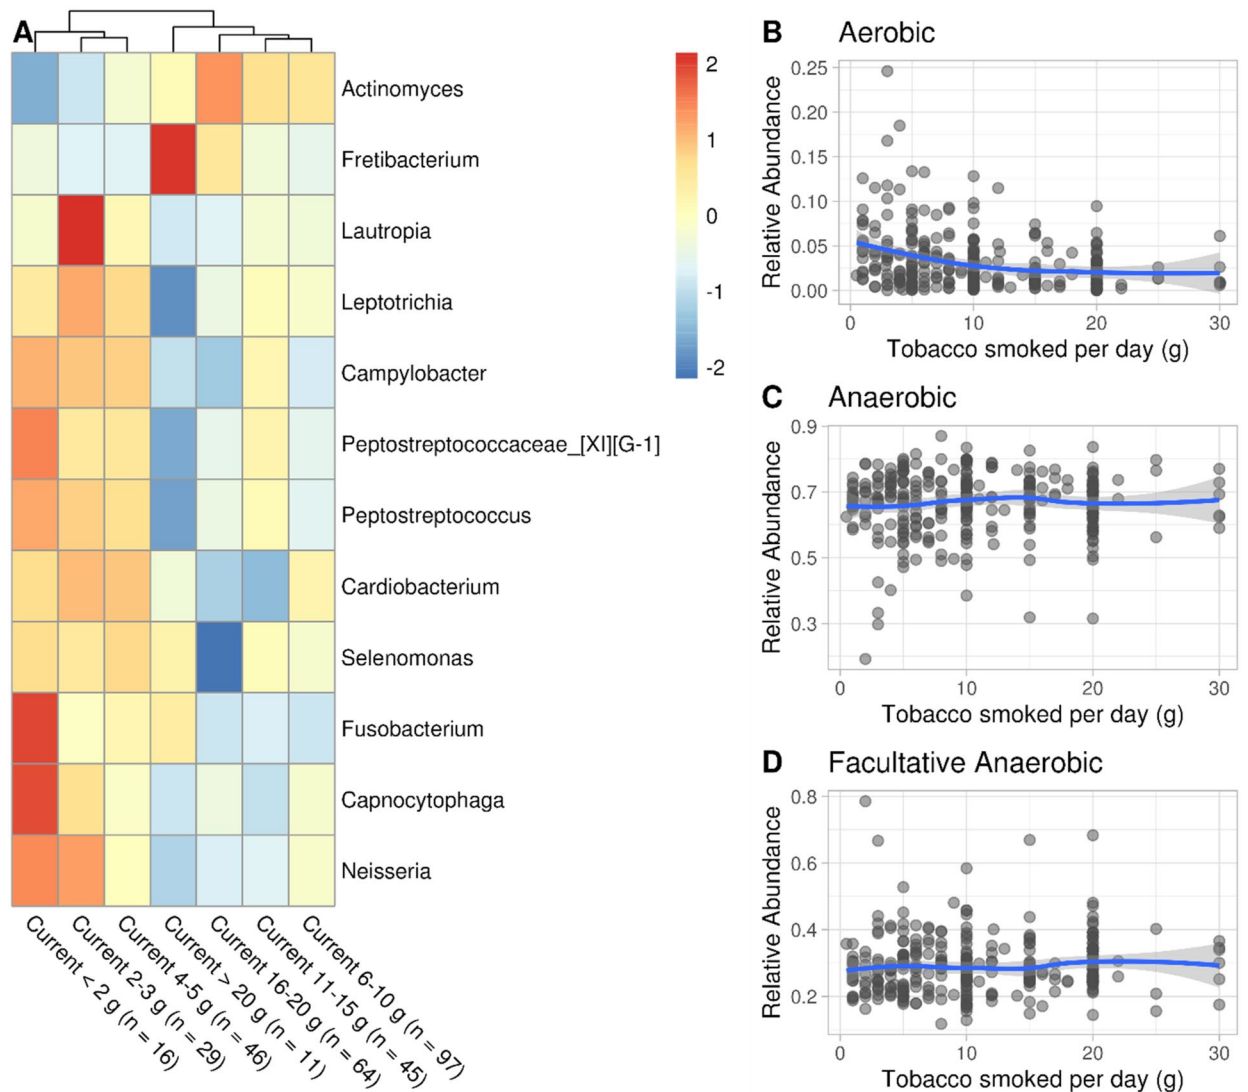 A
Actinomyces
Fretibacterium
Lautropia
Leptotrichia
Campylobacter
Peptostreptococcaceae_[XI][G-1]
Peptostreptococcus
Cardiobacterium
Selenomonas
Fusobacterium
Capnocytophaga
Neisseria
Current < 2 g (n = 16)
Current 2-3 g (n = 29)
Current 4-5 g (n = 46)
Current > 20 g (n = 11)
Current 16-20 g (n = 64)
Current 11-15 g (n = 45)
Current 6-10 g (n = 97)
2
1
0
-1
-2
B Aerobic
Relative Abundance
0.25
0.20
0.15
0.10
0.05
0.00
0 10 20 30
Tobacco smoked per day (g)
C Anaerobic
Relative Abundance
0.9
0.7
0.5
0.3
0 10 20 30
Tobacco smoked per day (g)
D Facultative Anaerobic
Relative Abundance
0.8
0.6
0.4
0.2
0 10 20 30
Tobacco smoked per day (g)